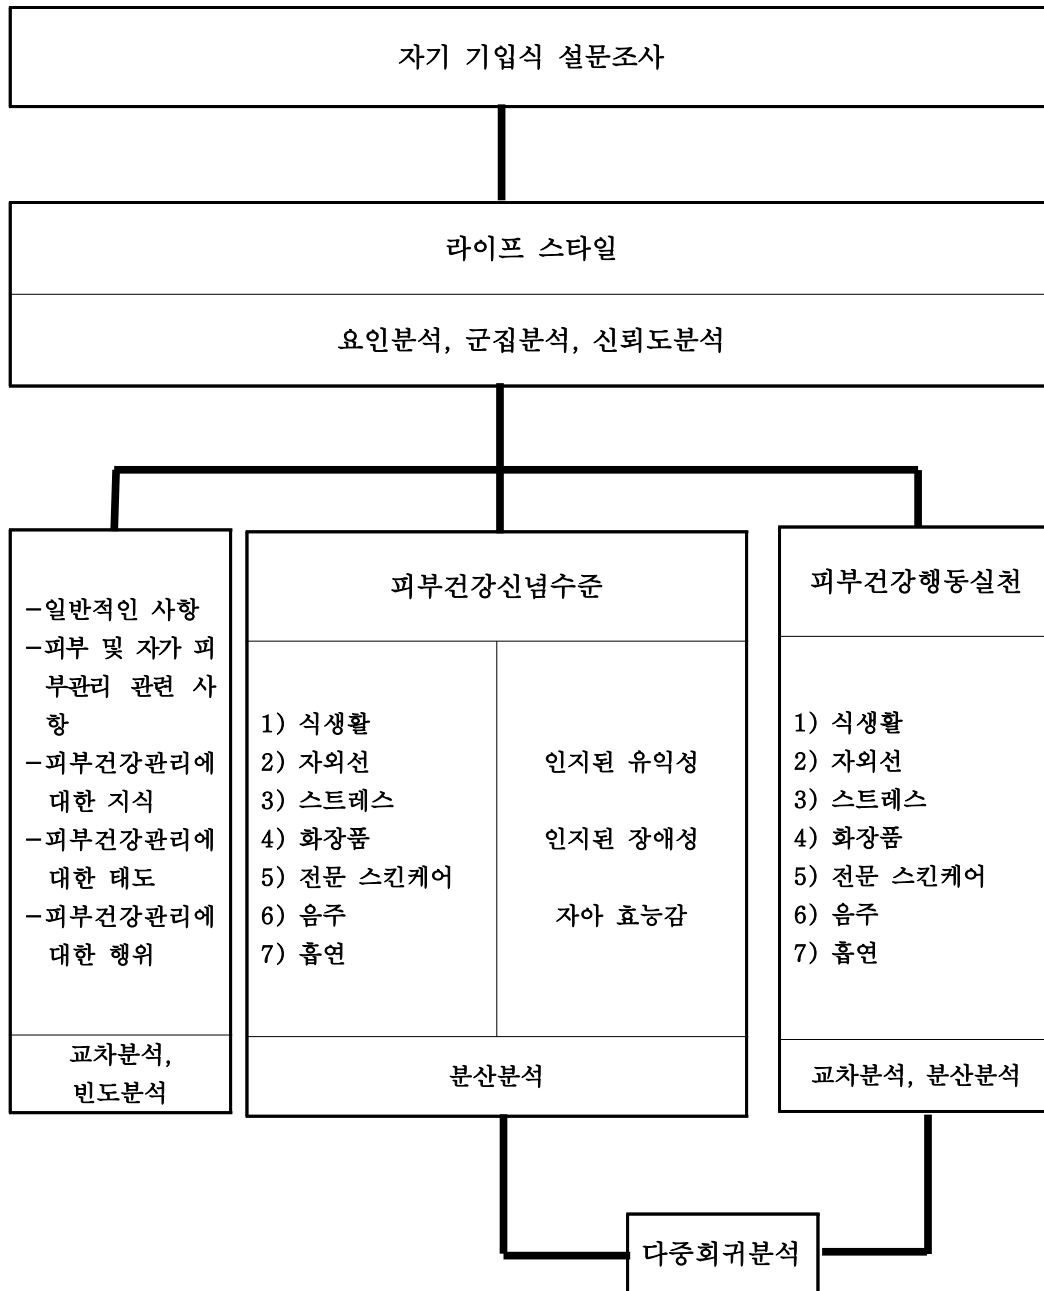 자기 기입식 설문조사
라이프 스타일
요인분석, 군집분석, 신뢰도분석
-일반적인 사항
-피부 및 자가 피
부관리 관련 사
항
-피부건강관리에
대한 지식
-피부건강관리에
대한 태도
-피부건강관리에
대한 행위
교차분석,
빈도분석
피부건강신념수준
1) 식생활
2) 자외선
3) 스트레스
4) 화장품
5) 전문 스킨케어
6) 음주
7) 흡연
인지된 유익성
인지된 장애성
자아 효능감
분산분석
피부건강행동실천
1) 식생활
2) 자외선
3) 스트레스
4) 화장품
5) 전문 스킨케어
6) 음주
7) 흡연
교차분석, 분산분석
다중회귀분석